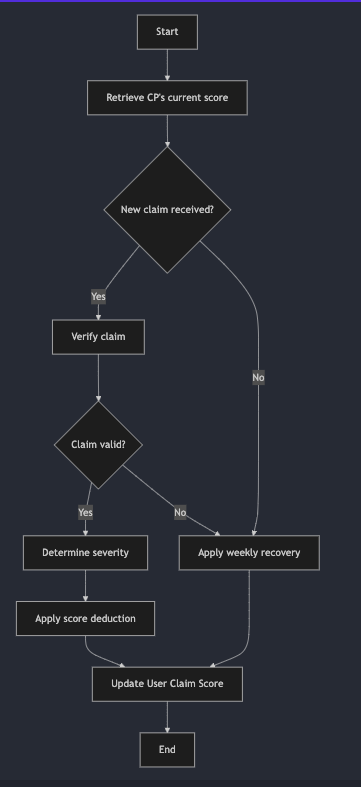 Start
Retrieve CP's current score
New claim received?
Yes
Verify claim
No
Claim valid?
Yes
No
Determine severity
Apply weekly recovery
Apply score deduction
Update User Claim Score
End